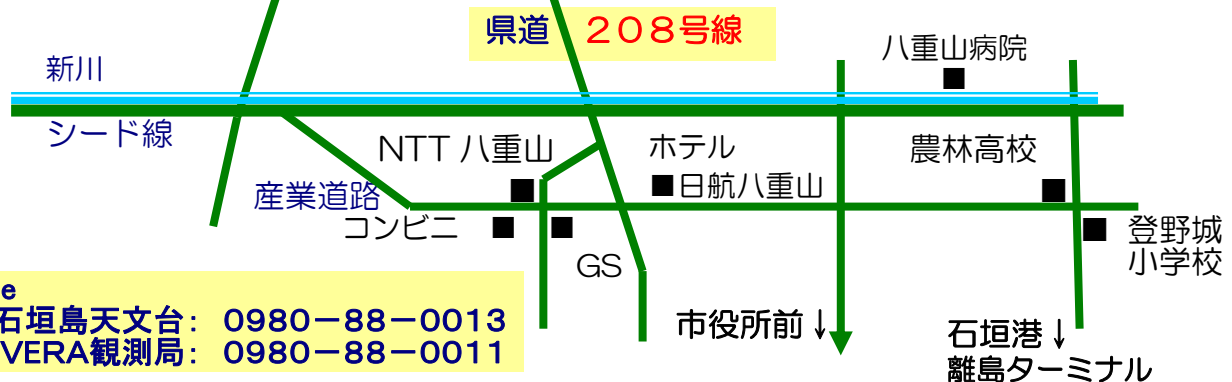 県道 208号線
八重山病院
新川
シード線
NTT 八重山
ホテル
■日航八重山
農林高校
産業道路
コンビニ
GS
登野城
小学校
e
石垣島天文台: 0980-88-0013
VERA観測局: 0980-88-0011
市役所前↓
石垣港↓
離島ターミナル